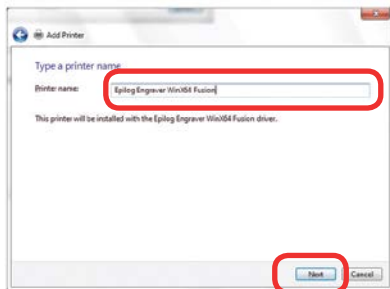 Add Printer
Type a printer name
Printer name: Epilog Engraver WinX64 Fusion
This printer will be installed with the Epilog Engraver WinX64 Fusion driver.
Next Cancel